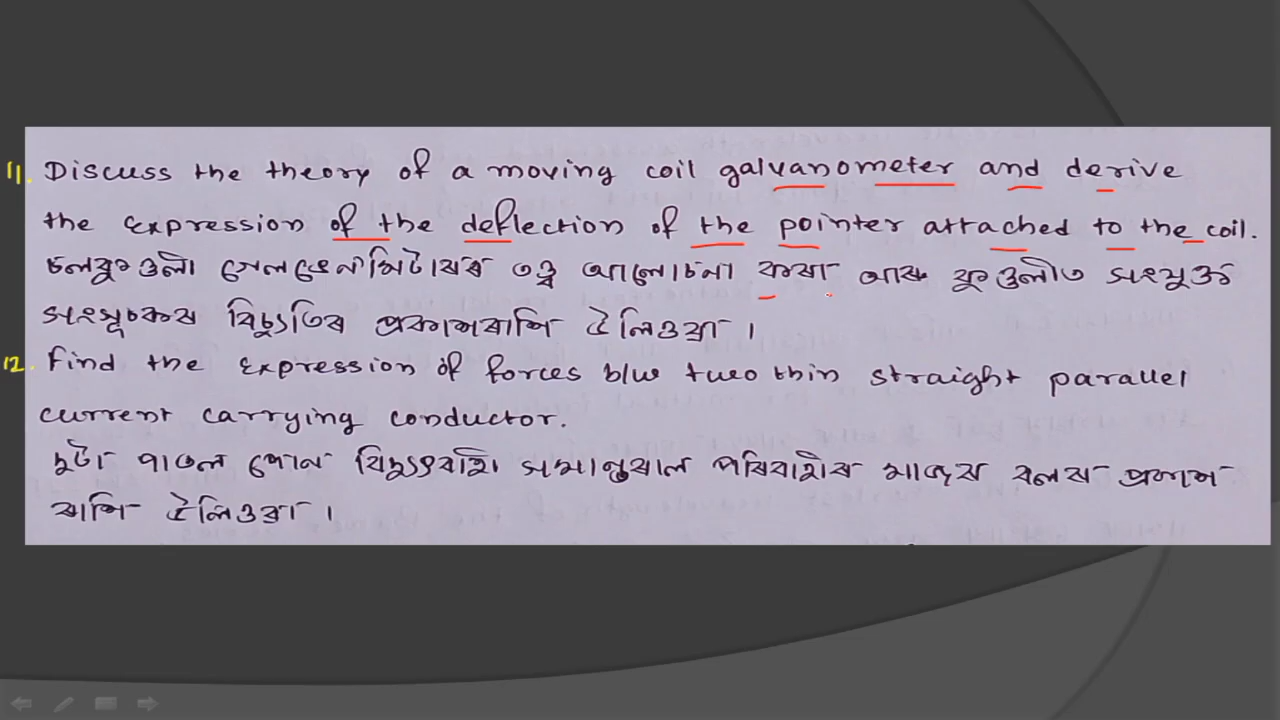 11. Discuss the theory of a moving coil galvanometer and derive
the expression of the deflection of the pointer attached to the coil.
চলকুণ্ডলী গেলভেনোমিটাৰৰ তত্ত্ব আলোচনা কৰা আৰু কুণ্ডলীত সংযুক্ত
সংসূচকৰ বিচ্যুতিৰ প্ৰকাশৰাশি উলিওৱা।
12. Find the expression of forces b/w two thin straight parallel
current carrying conductor.
দুটা পাতল পোন বিদ্যুৎবাহী সমান্তৰাল পৰিবাহীৰ মাজৰ বলৰ প্ৰকাশ
ৰাশি উলিওৱা।